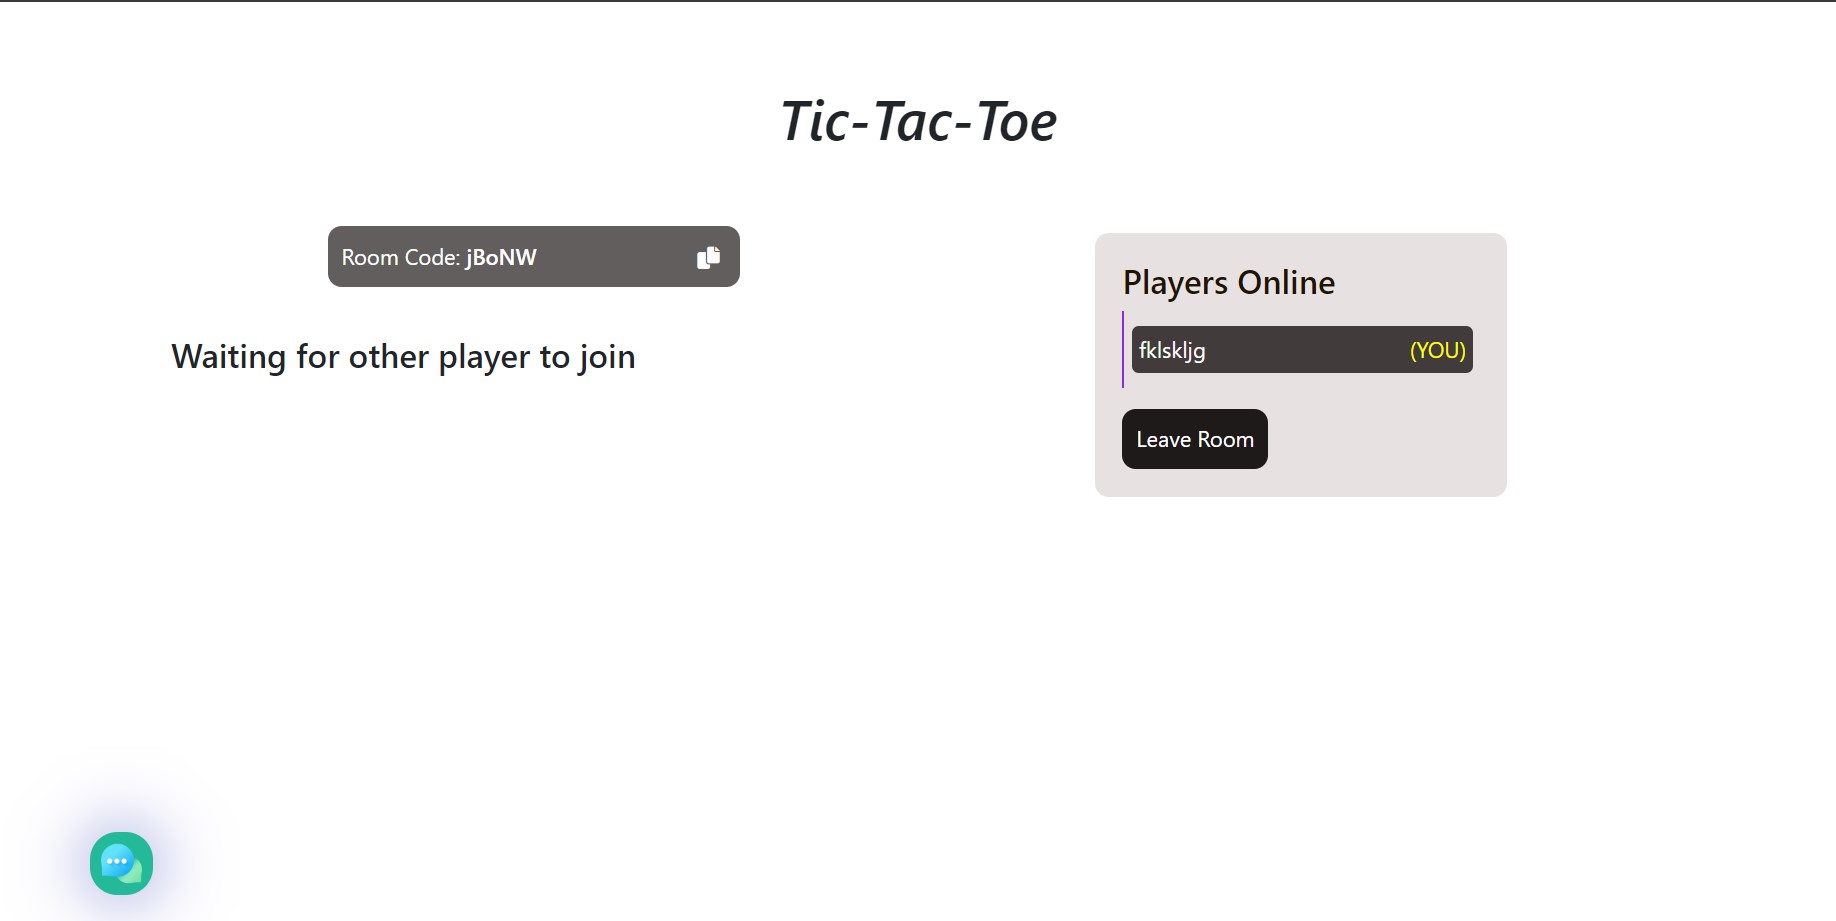 Tic-Tac-Toe
Room Code: jBoNW
Waiting for other player to join
Players Online
fklskljg (YOU)
Leave Room